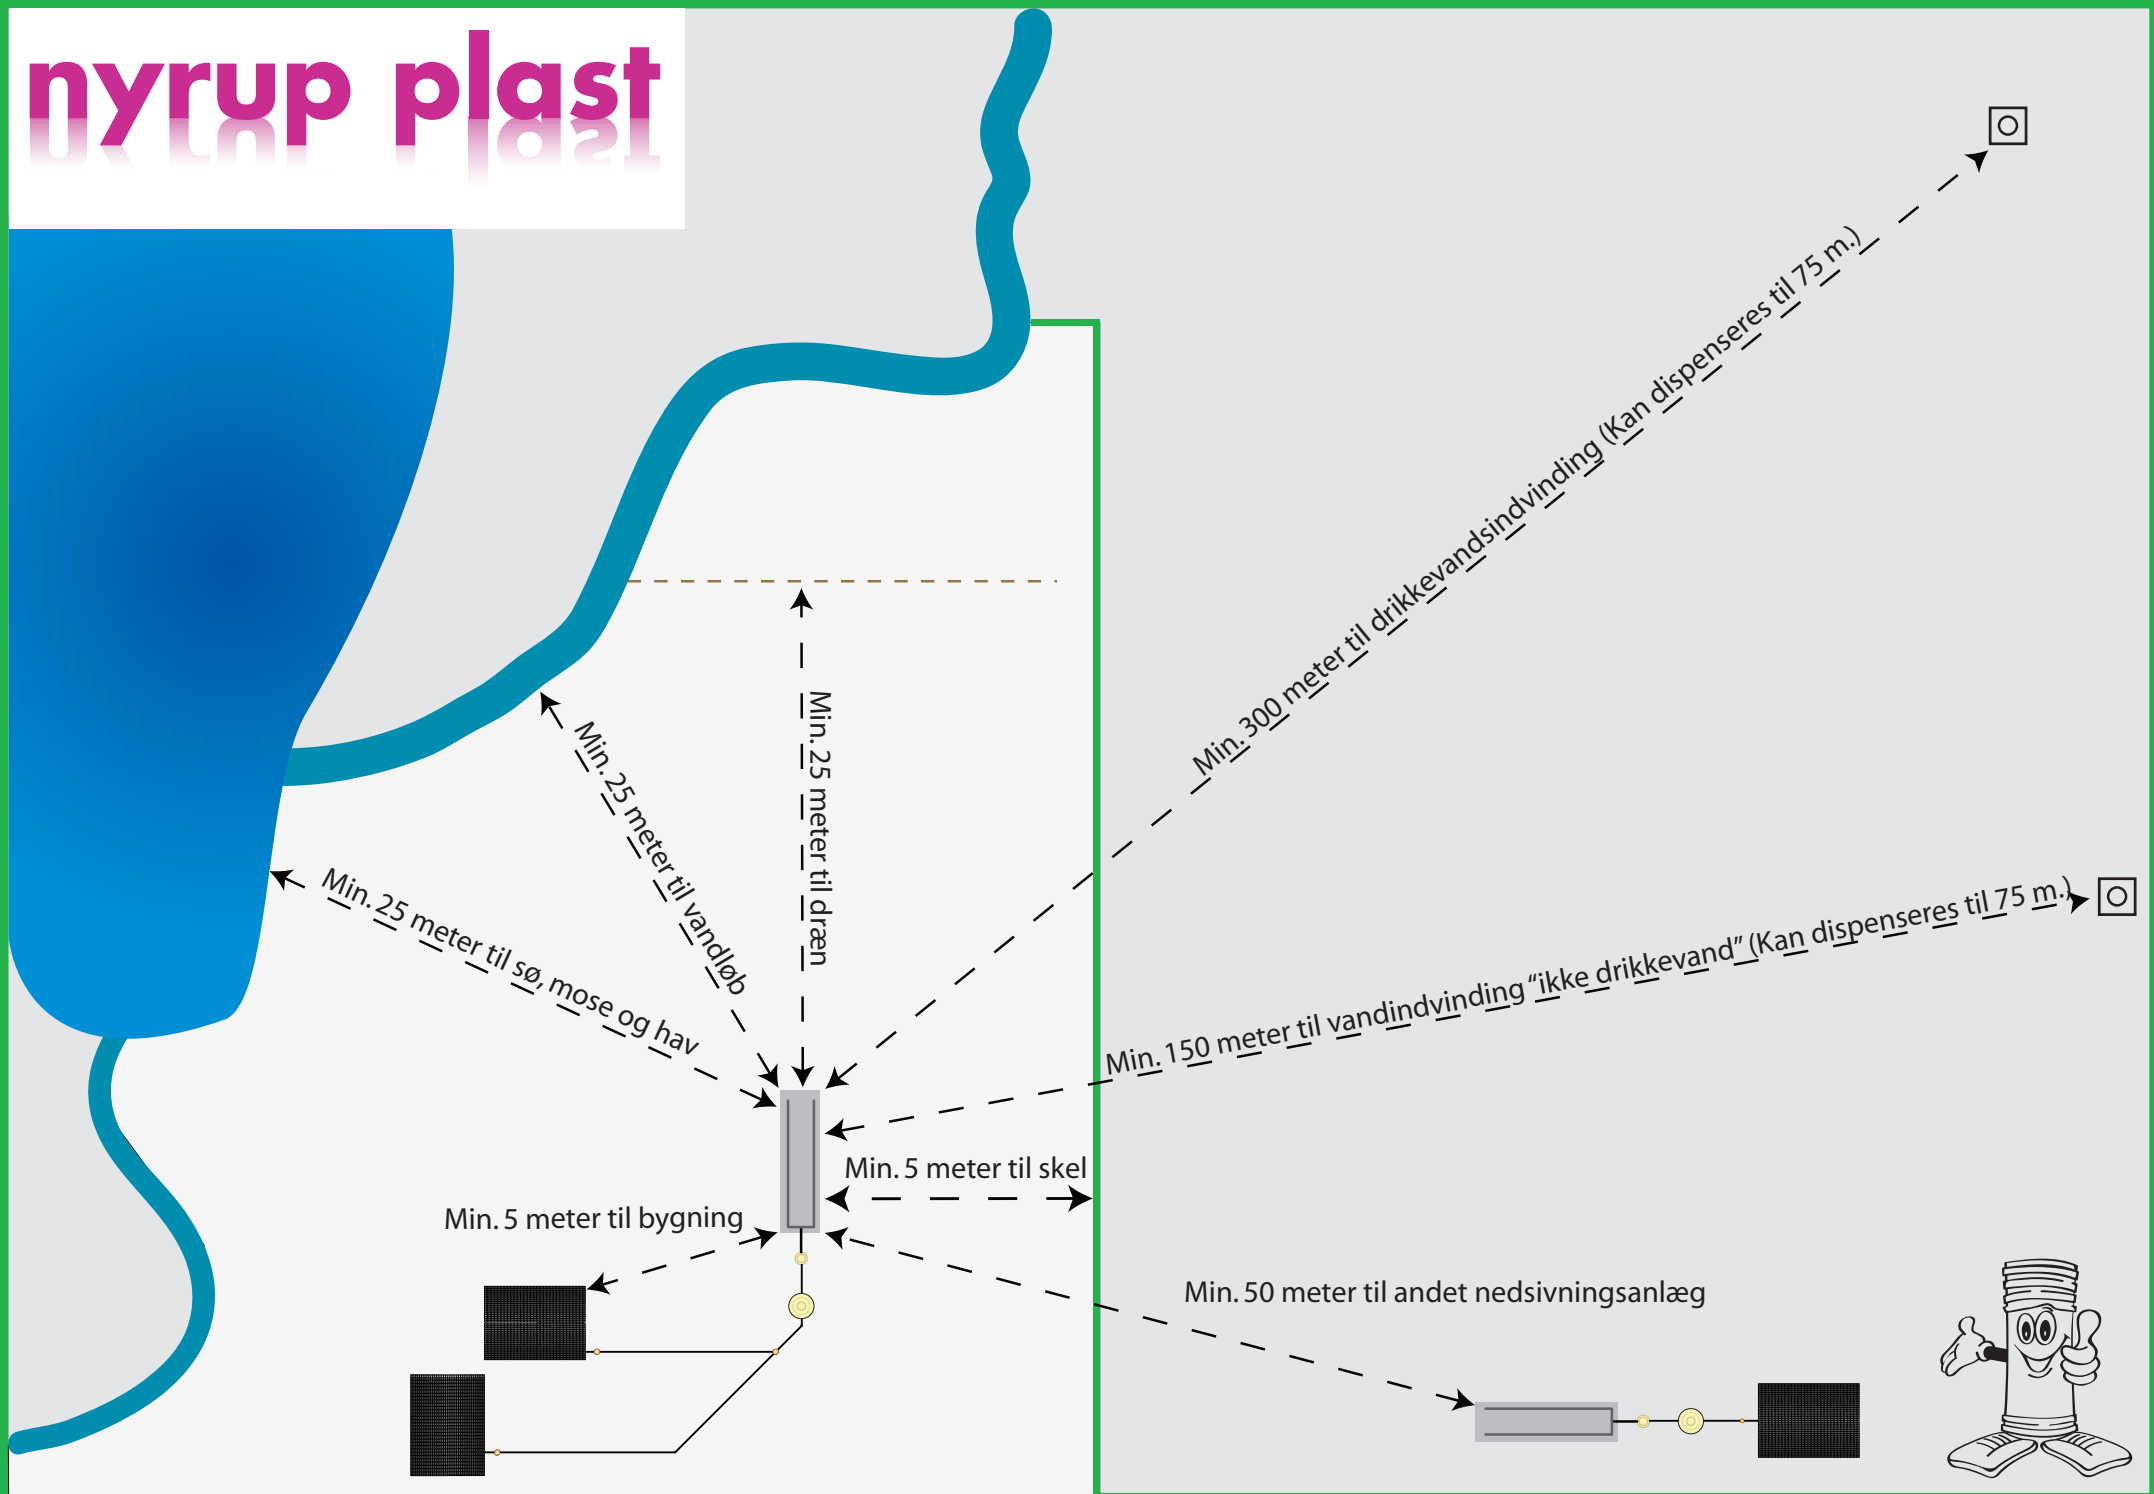 nyrup plast
Min. 300 meter til drikkevandsindvinding (Kan dispenseres til 75 m.)
Min. 25 meter til dræn
Min. 25 meter til vandløb
Min. 25 meter til sø, mose og hav
Min. 150 meter til vandindvinding “ikke drikkevand” (Kan dispenseres til 75 m.)
Min. 5 meter til skel
Min. 5 meter til bygning
Min. 50 meter til andet nedsivningsanlæg